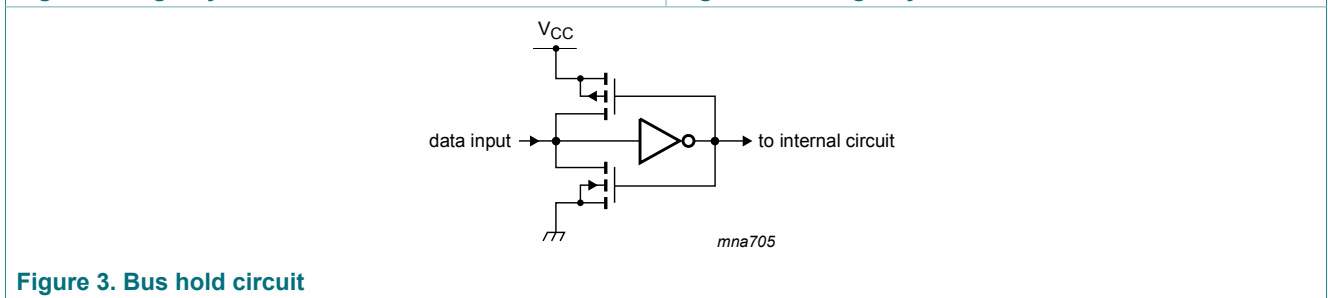 VCC
data input
to internal circuit
mna705
Figure 3. Bus hold circuit